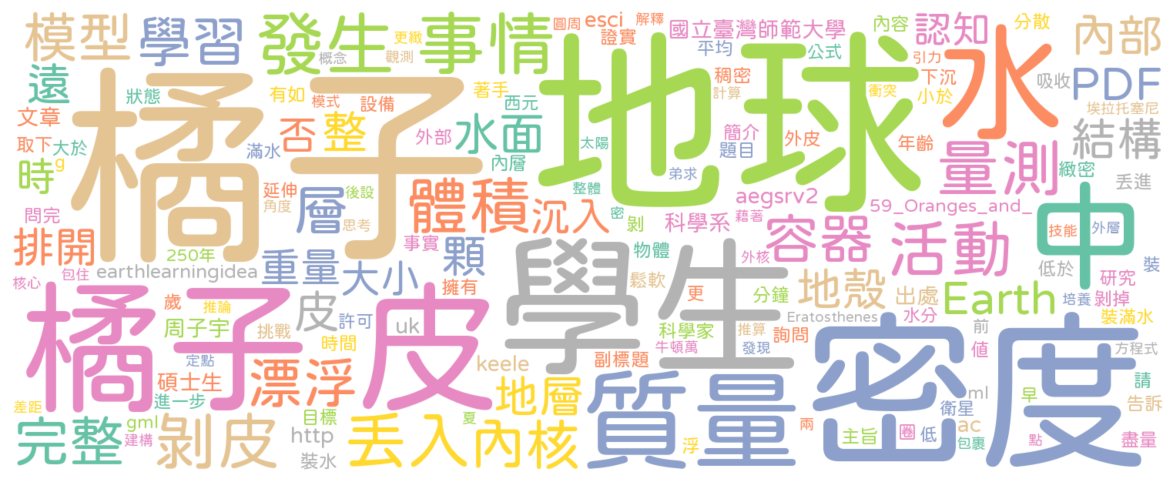 橘子
地球
水
學生
密度
橘子皮
中
質量
發生
事情
模型
學習
遠
文章
狀態
取下
大於
時
g
問完
排開
滿水
有如
概念
觀測
更緻
模式
設備
否
整
延伸
角度
層
後設
思考
250年
earthlearningidea
重量
大小
事實
核心
包住
著手
外部
水面
西元
內層
圓周
esci
解釋
證實
國立臺灣師範大學
平均
公式
稠密
計算
太陽
簡介
題目
外皮
整體
弟求
體積
沉入
密
剝
科學系
藉著
aegsrv2
59_Oranges_and_
內容
認知
分散
引力
下沉
小於
衝突
吸收
埃拉托塞尼
年齡
內部
PDF
結構
量測
緻密
丟進
技能
外層
容器
活動
低於
裝
研究
培養
剝掉
裝滿水
顆
擁有
物體
鬆軟
外核
更
分鐘
地殼
出處
水分
Earth
Eratosthenes
前
值
方程式
皮
許可
uk
歲
推論
周子宇
挑戰
時間
定點
碩士生
進一步
漂浮
keele
副標題
科學家
牛頓萬
推算
發現
詢問
差距
gml
建構
完整
剝皮
目標
http
裝水
丟入
內核
地層
夏
浮
兩
主旨
圈
低
衛星
ml
ac
包裹
早
點
請
告訴
盡量